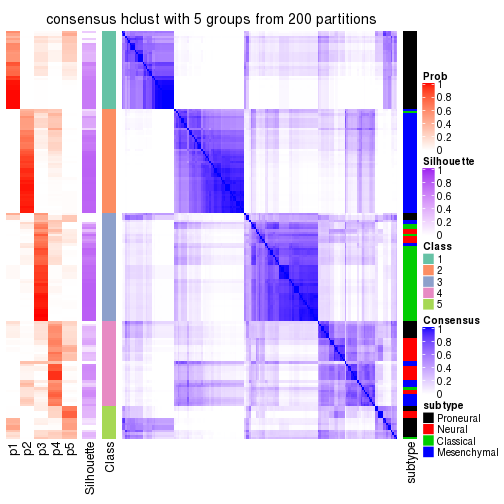 consensus hclust with 5 groups from 200 partitions
Prob
1
0.8
0.6
0.4
0.2
0
Silhouette
1
0.8
0.6
0.4
0.2
0
Class
1
2
3
4
5
Consensus
1
0.8
0.6
0.4
0.2
0
subtype
Proneural
Neural
Classical
Mesenchymal
p1
p2
p3
p4
p5
Silhouette
Class
subtype